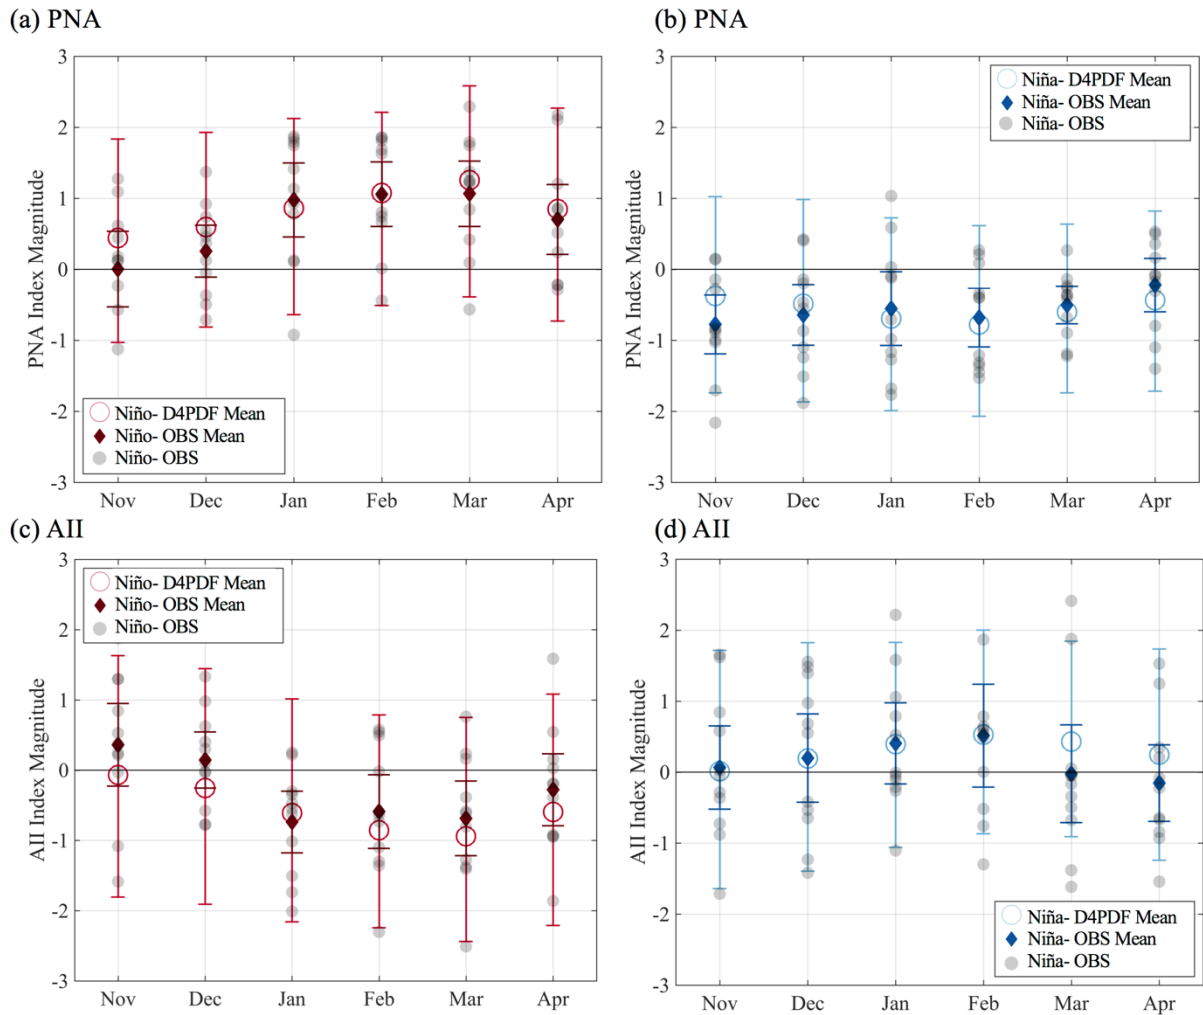 (a) PNA
3
2
1
0
-1
-2
-3
PNA Index Magnitude
Niño- D4PDF Mean
Niño- OBS Mean
Niño- OBS
Nov Dec Jan Feb Mar Apr
(b) PNA
3
2
1
0
-1
-2
-3
PNA Index Magnitude
Niña- D4PDF Mean
Niña- OBS Mean
Niña- OBS
Nov Dec Jan Feb Mar Apr
(c) AII
3
2
1
0
-1
-2
-3
AII Index Magnitude
Niño- D4PDF Mean
Niño- OBS Mean
Niño- OBS
Nov Dec Jan Feb Mar Apr
(d) AII
3
2
1
0
-1
-2
-3
AII Index Magnitude
Niña- D4PDF Mean
Niña- OBS Mean
Niña- OBS
Nov Dec Jan Feb Mar Apr